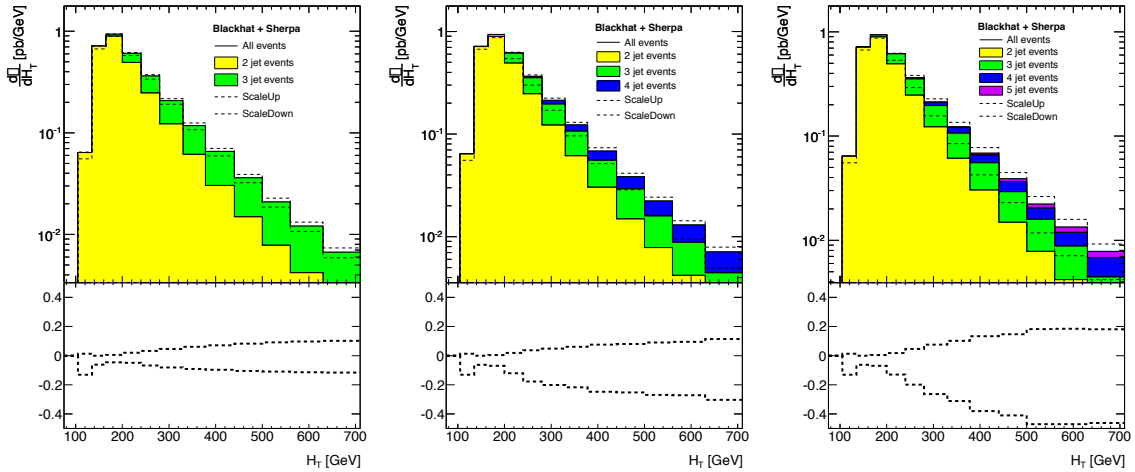 dσ/dH_T [pb/GeV]
1
10⁻¹
10⁻²
Blackhat + Sherpa
All events
2 jet events
3 jet events
ScaleUp
ScaleDown
0.4
0.2
0
-0.2
-0.4
100 200 300 400 500 600 700
H_T [GeV]
d□/dH_T [pb/GeV]
1
10⁻¹
10⁻²
Blackhat + Sherpa
All events
2 jet events
3 jet events
4 jet events
ScaleUp
ScaleDown
0.4
0.2
0
-0.2
-0.4
100 200 300 400 500 600 700
H_T [GeV]
d□/dH_T [pb/GeV]
1
10⁻¹
10⁻²
Blackhat + Sherpa
All events
2 jet events
3 jet events
4 jet events
5 jet events
ScaleUp
ScaleDown
0.4
0.2
0
-0.2
-0.4
100 200 300 400 500 600 700
H_T [GeV]